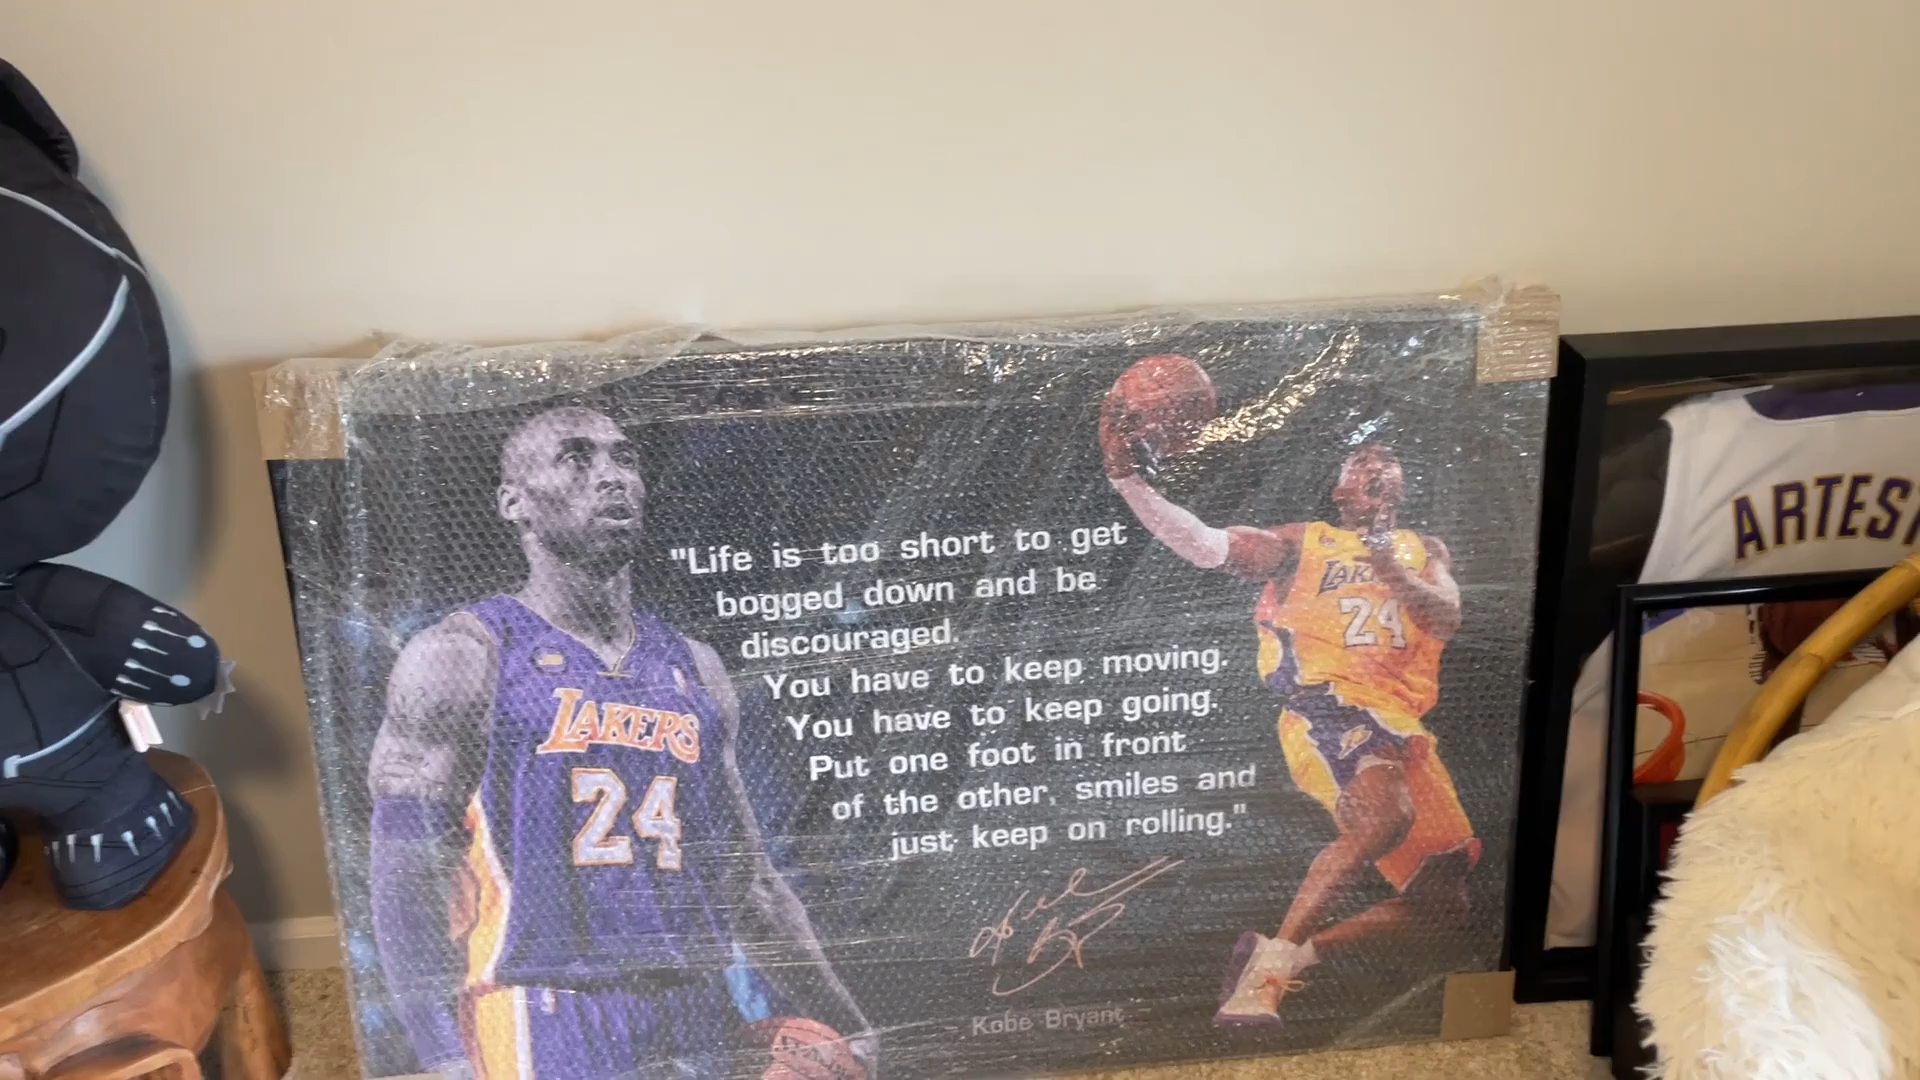 "Life is too short to get
bogged down and be
discouraged.
You have to keep moving.
You have to keep going.
Put one foot in front
of the other, smiles and
just keep on rolling."
Kobe Bryant
LAKERS
24
LAK
24
ARTES